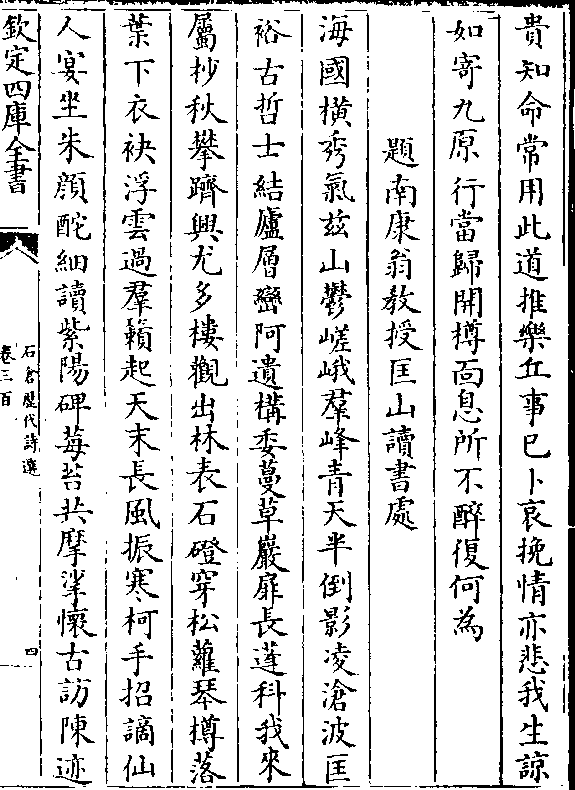 貴知命常用此道推樂丘事已卜哀挽情亦悲我生諒
如寄九原行當歸開樽面息所不醉復何為
題南康翁教授匡山讀書處
海國横秀氣兹山鬱嵯峨羣峰青天半倒影凌滄波匡
裕古哲士結廬層巒阿遺構委蔓草巖扉長薜科我來
屬抄秋攀躋興尤多樓觀出林表石磴穿松蘿琴樽落
葉下衣袂浮雲過羣籟起天末長風振寒柯手招謫仙
人宴坐朱顔酡細讀紫陽碑莓苔共摩挲懷古訪陳迹
欽定四庫全書
石倉歷代詩選
卷三百
四